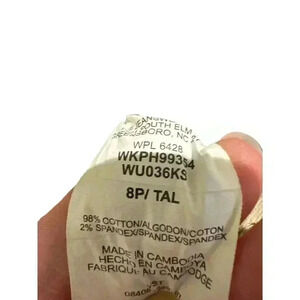 SOUTH ELM
WPL 6428
WU036KS
8P/ TAL
98% COTTON/ALGODON/COTON
2% SPANDEX/SPANDEX/SPANDEX
MADE IN CAMBODIA
HECHO EN CAMBOYA
FABRIQUE AU CAMBODGE